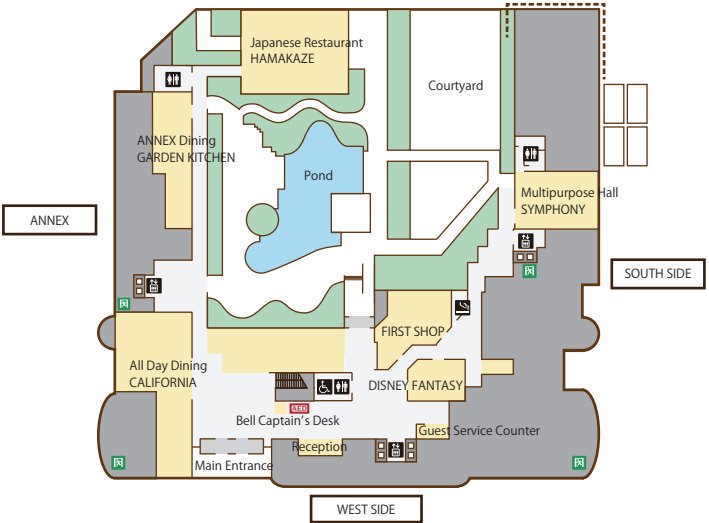 Japanese Restaurant
HAMAKAZE
Courtyard
ANNEX Dining
GARDEN KITCHEN
Pond
Multipurpose Hall
SYMPHONY
ANNEX
SOUTH SIDE
FIRST SHOP
All Day Dining
CALIFORNIA
DISNEY FANTASY
AED
Bell Captain's Desk
Guest Service Counter
Reception
Main Entrance
WEST SIDE